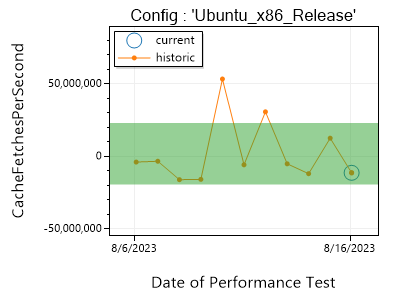 Config : 'Ubuntu_x86_Release'
current
historic
CacheFetchesPerSecond
50,000,000
0
-50,000,000
8/6/2023
8/16/2023
Date of Performance Test